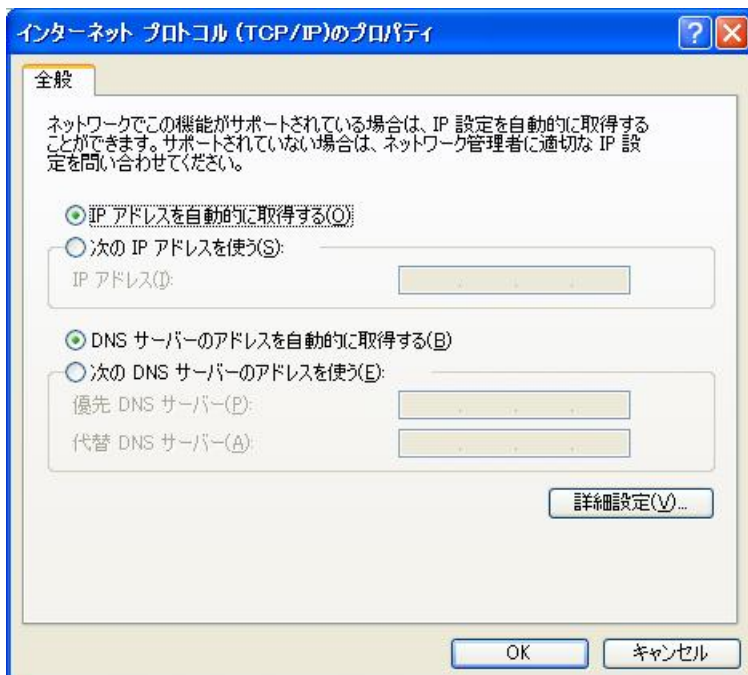 インターネット プロトコル (TCP/IP)のプロパティ
全般
ネットワークでこの機能がサポートされている場合は、IP 設定を自動的に取得する
ことができます。サポートされていない場合は、ネットワーク管理者に適切な IP 設
定を問い合わせてください。
IP アドレスを自動的に取得する(O)
次の IP アドレスを使う(S):
IP アドレス(I):
DNS サーバーのアドレスを自動的に取得する(B)
次の DNS サーバーのアドレスを使う(E):
優先 DNS サーバー(P):
代替 DNS サーバー(A):
詳細設定(V)...
OK
キャンセル